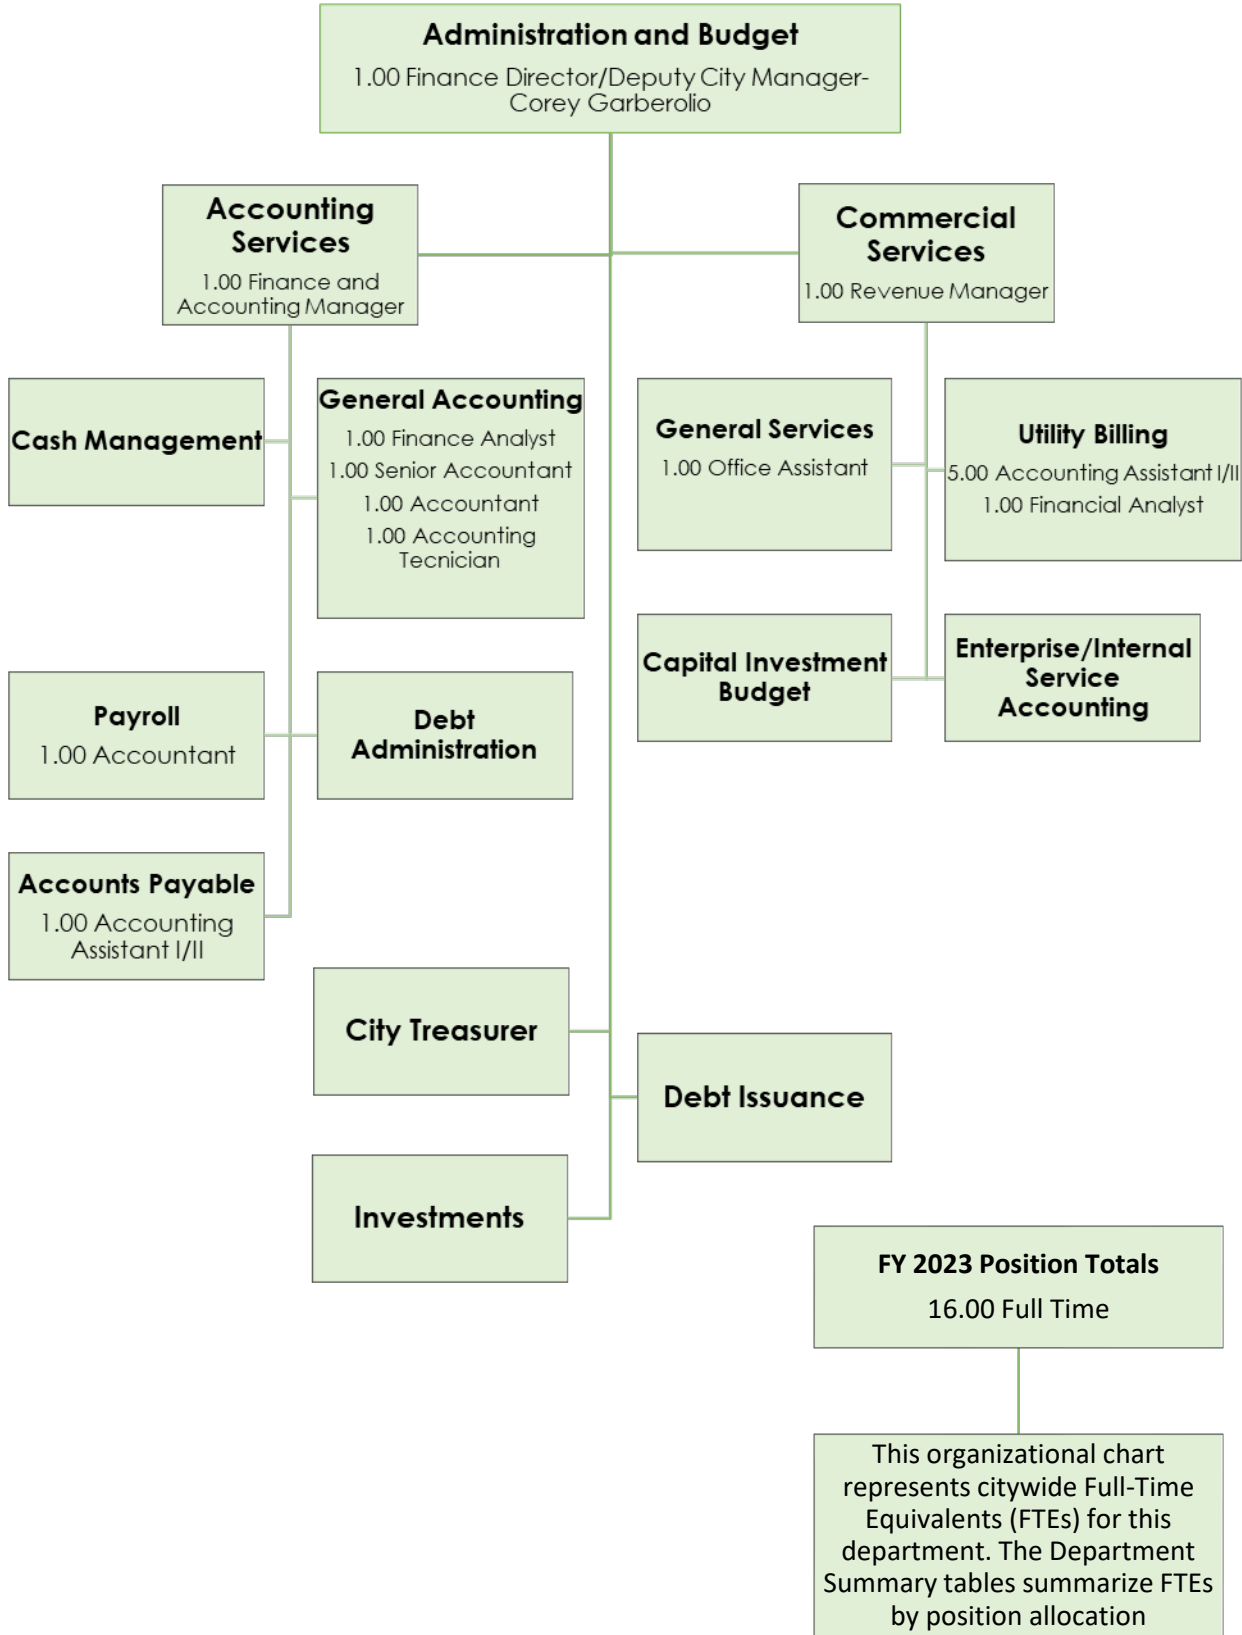 Administration and Budget
1.00 Finance Director/Deputy City Manager-
Corey Garberolio
Accounting
Services
1.00 Finance and
Accounting Manager
Commercial
Services
1.00 Revenue Manager
Cash Management
General Accounting
1.00 Finance Analyst
1.00 Senior Accountant
1.00 Accountant
1.00 Accounting
Tecnician
General Services
1.00 Office Assistant
Utility Billing
5.00 Accounting Assistant I/II
1.00 Financial Analyst
Capital Investment
Budget
Enterprise/Internal
Service
Accounting
Payroll
1.00 Accountant
Debt
Administration
Accounts Payable
1.00 Accounting
Assistant I/II
City Treasurer
Debt Issuance
Investments
FY 2023 Position Totals
16.00 Full Time
This organizational chart
represents citywide Full-Time
Equivalents (FTEs) for this
department. The Department
Summary tables summarize FTEs
by position allocation